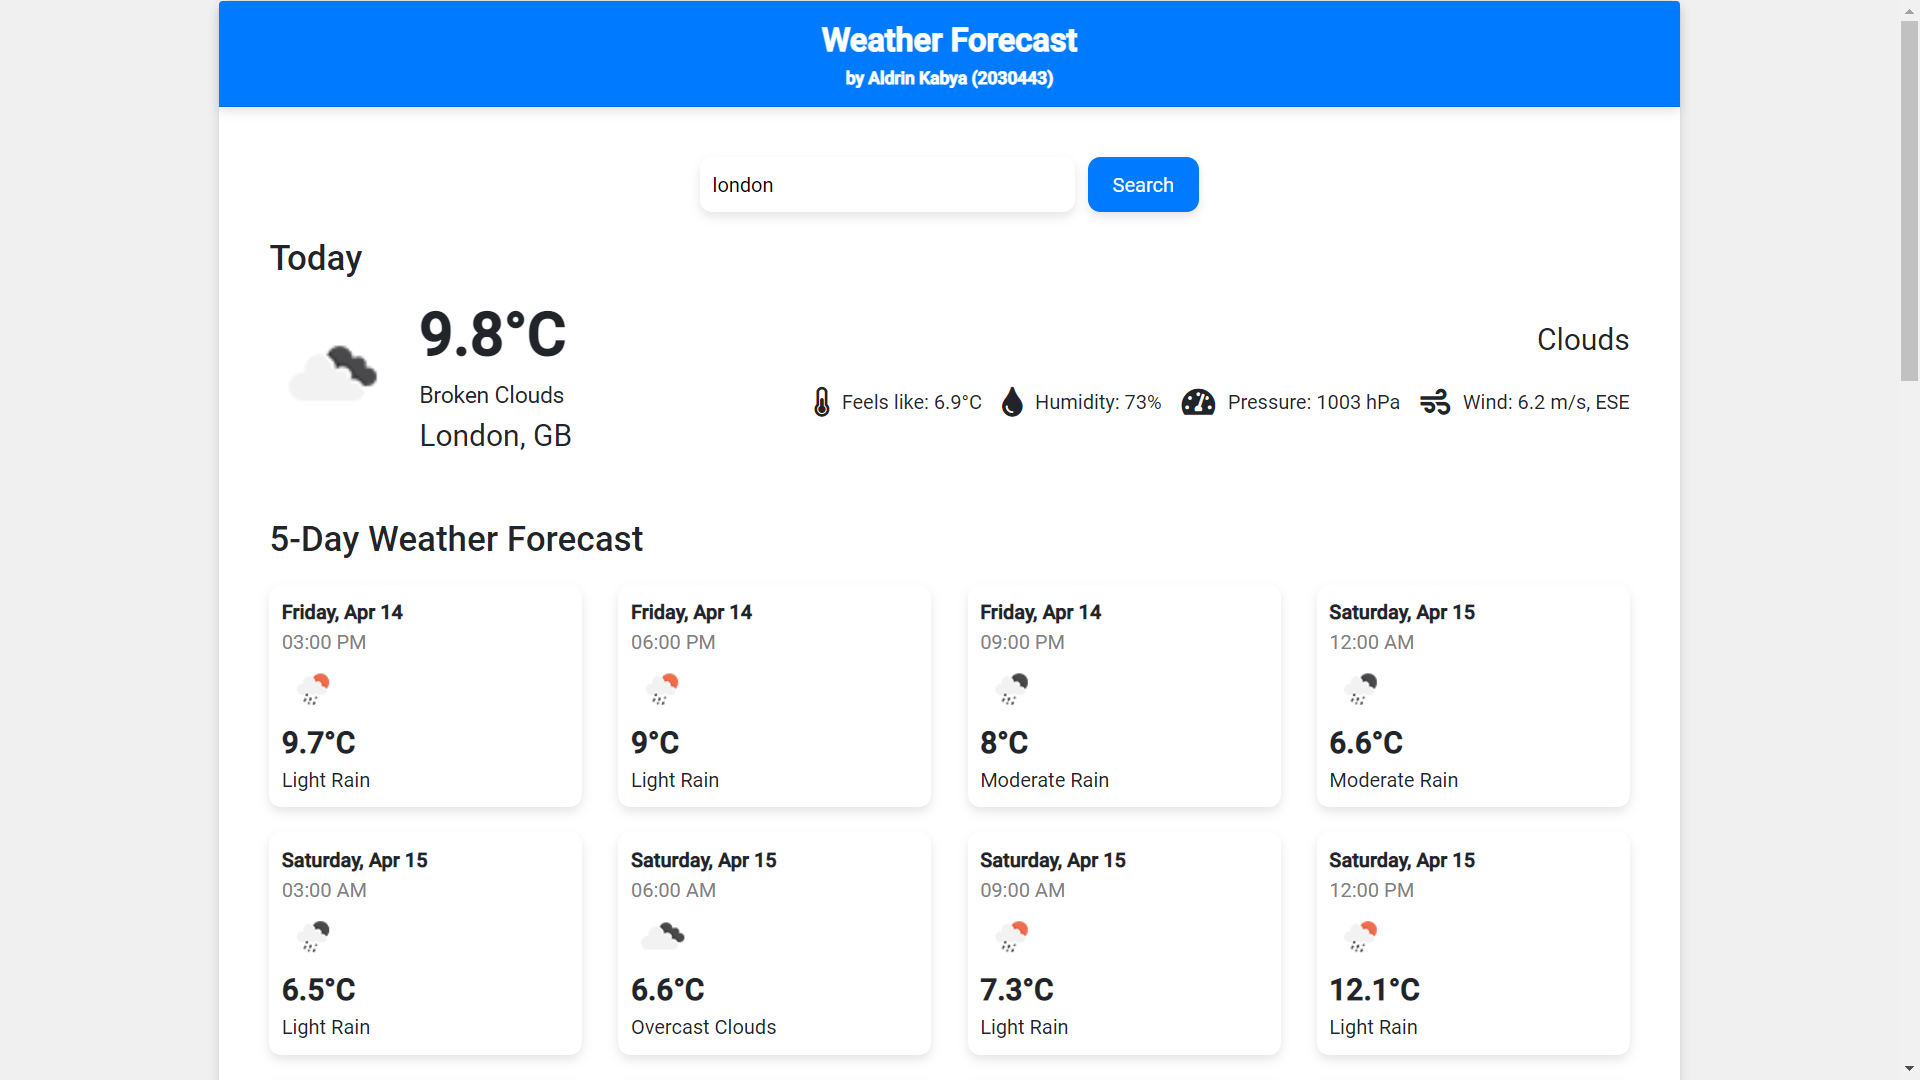 Weather Forecast
by Aldrin Kabya (2030443)
london
Search
Today
9.8°C
Broken Clouds
London, GB
Clouds
Feels like: 6.9°C
Humidity: 73%
Pressure: 1003 hPa
Wind: 6.2 m/s, ESE
5-Day Weather Forecast
Friday, Apr 14
03:00 PM
9.7°C
Light Rain
Friday, Apr 14
06:00 PM
9°C
Light Rain
Friday, Apr 14
09:00 PM
8°C
Moderate Rain
Saturday, Apr 15
12:00 AM
6.6°C
Moderate Rain
Saturday, Apr 15
03:00 AM
6.5°C
Light Rain
Saturday, Apr 15
06:00 AM
6.6°C
Overcast Clouds
Saturday, Apr 15
09:00 AM
7.3°C
Light Rain
Saturday, Apr 15
12:00 PM
12.1°C
Light Rain